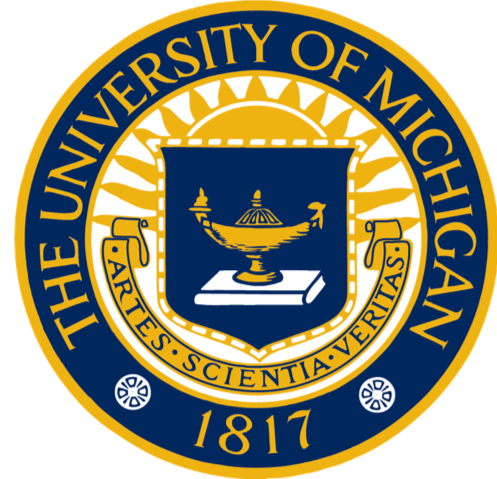 THE UNIVERSITY OF MICHIGAN
·ARTES·SCIENTIA·VERITAS·
1817